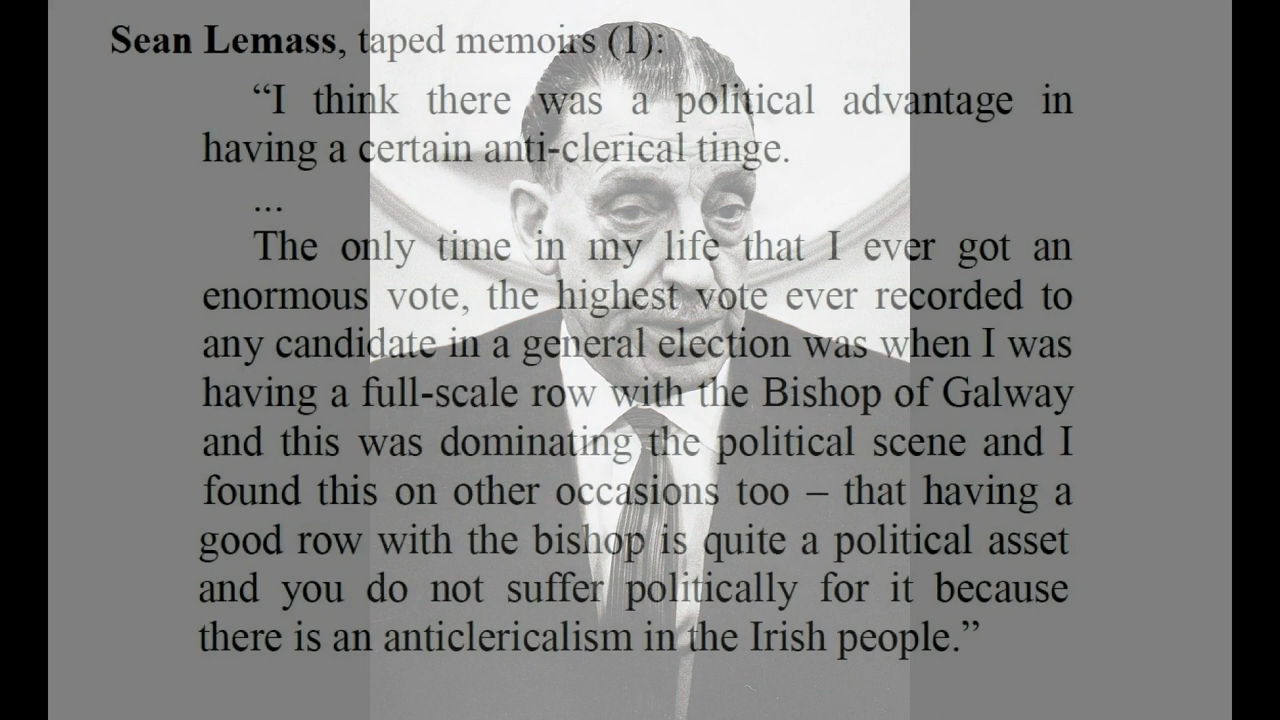 Sean Lemass, taped memoirs (1):
“I think there was a political advantage in
having a certain anti-clerical tinge.
...
The only time in my life that I ever got an
enormous vote, the highest vote ever recorded to
any candidate in a general election was when I was
having a full-scale row with the Bishop of Galway
and this was dominating the political scene and I
found this on other occasions too – that having a
good row with the bishop is quite a political asset
and you do not suffer politically for it because
there is an anticlericalism in the Irish people.”